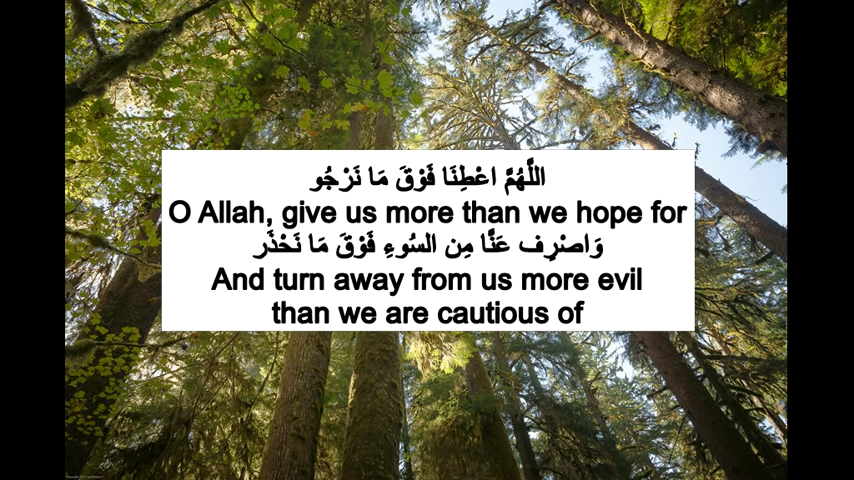 اللَّهُمَّ اعْطِنَا فَوْقَ مَا نَرْجُو
O Allah, give us more than we hope for
وَاصْرِف عَنَّا مِن السُوءِ فَوْقَ مَا نَحْذَر
And turn away from us more evil
than we are cautious of